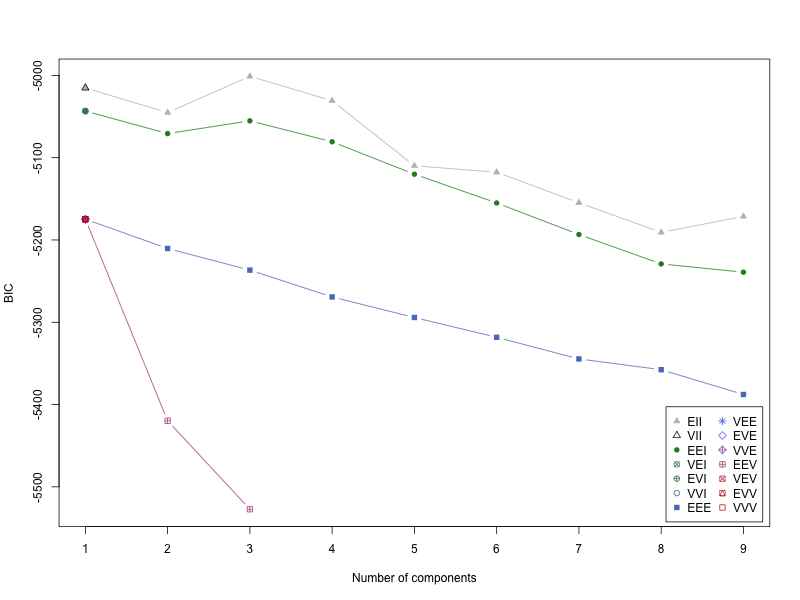 -5000
-5100
-5200
-5300
-5400
-5500
BIC
EII VEE
VII EVE
EEI VVE
VEI EEV
EVI VEV
VVI EVV
EEE VVV
1 2 3 4 5 6 7 8 9
Number of components